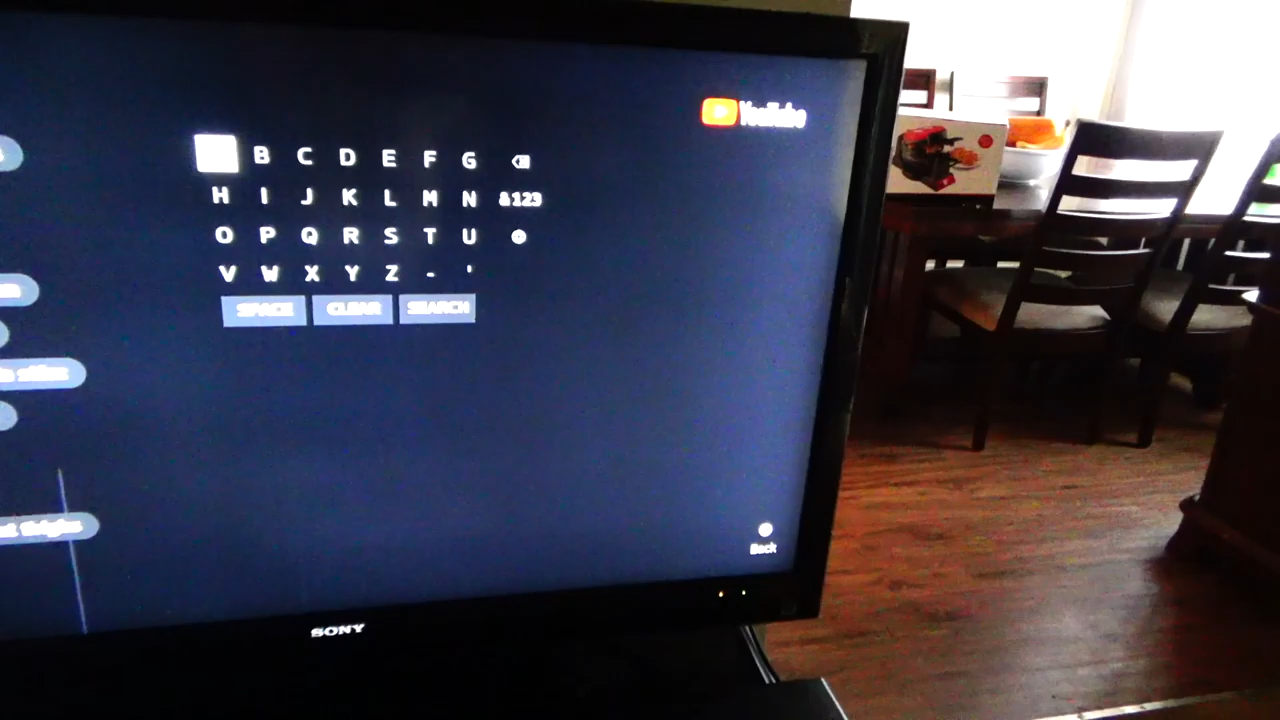 YouTube
B C D E F G
H I J K L M N &123
O P Q R S T U
V W X Y Z - '
SPACE CLEAR SEARCH
Back
SONY